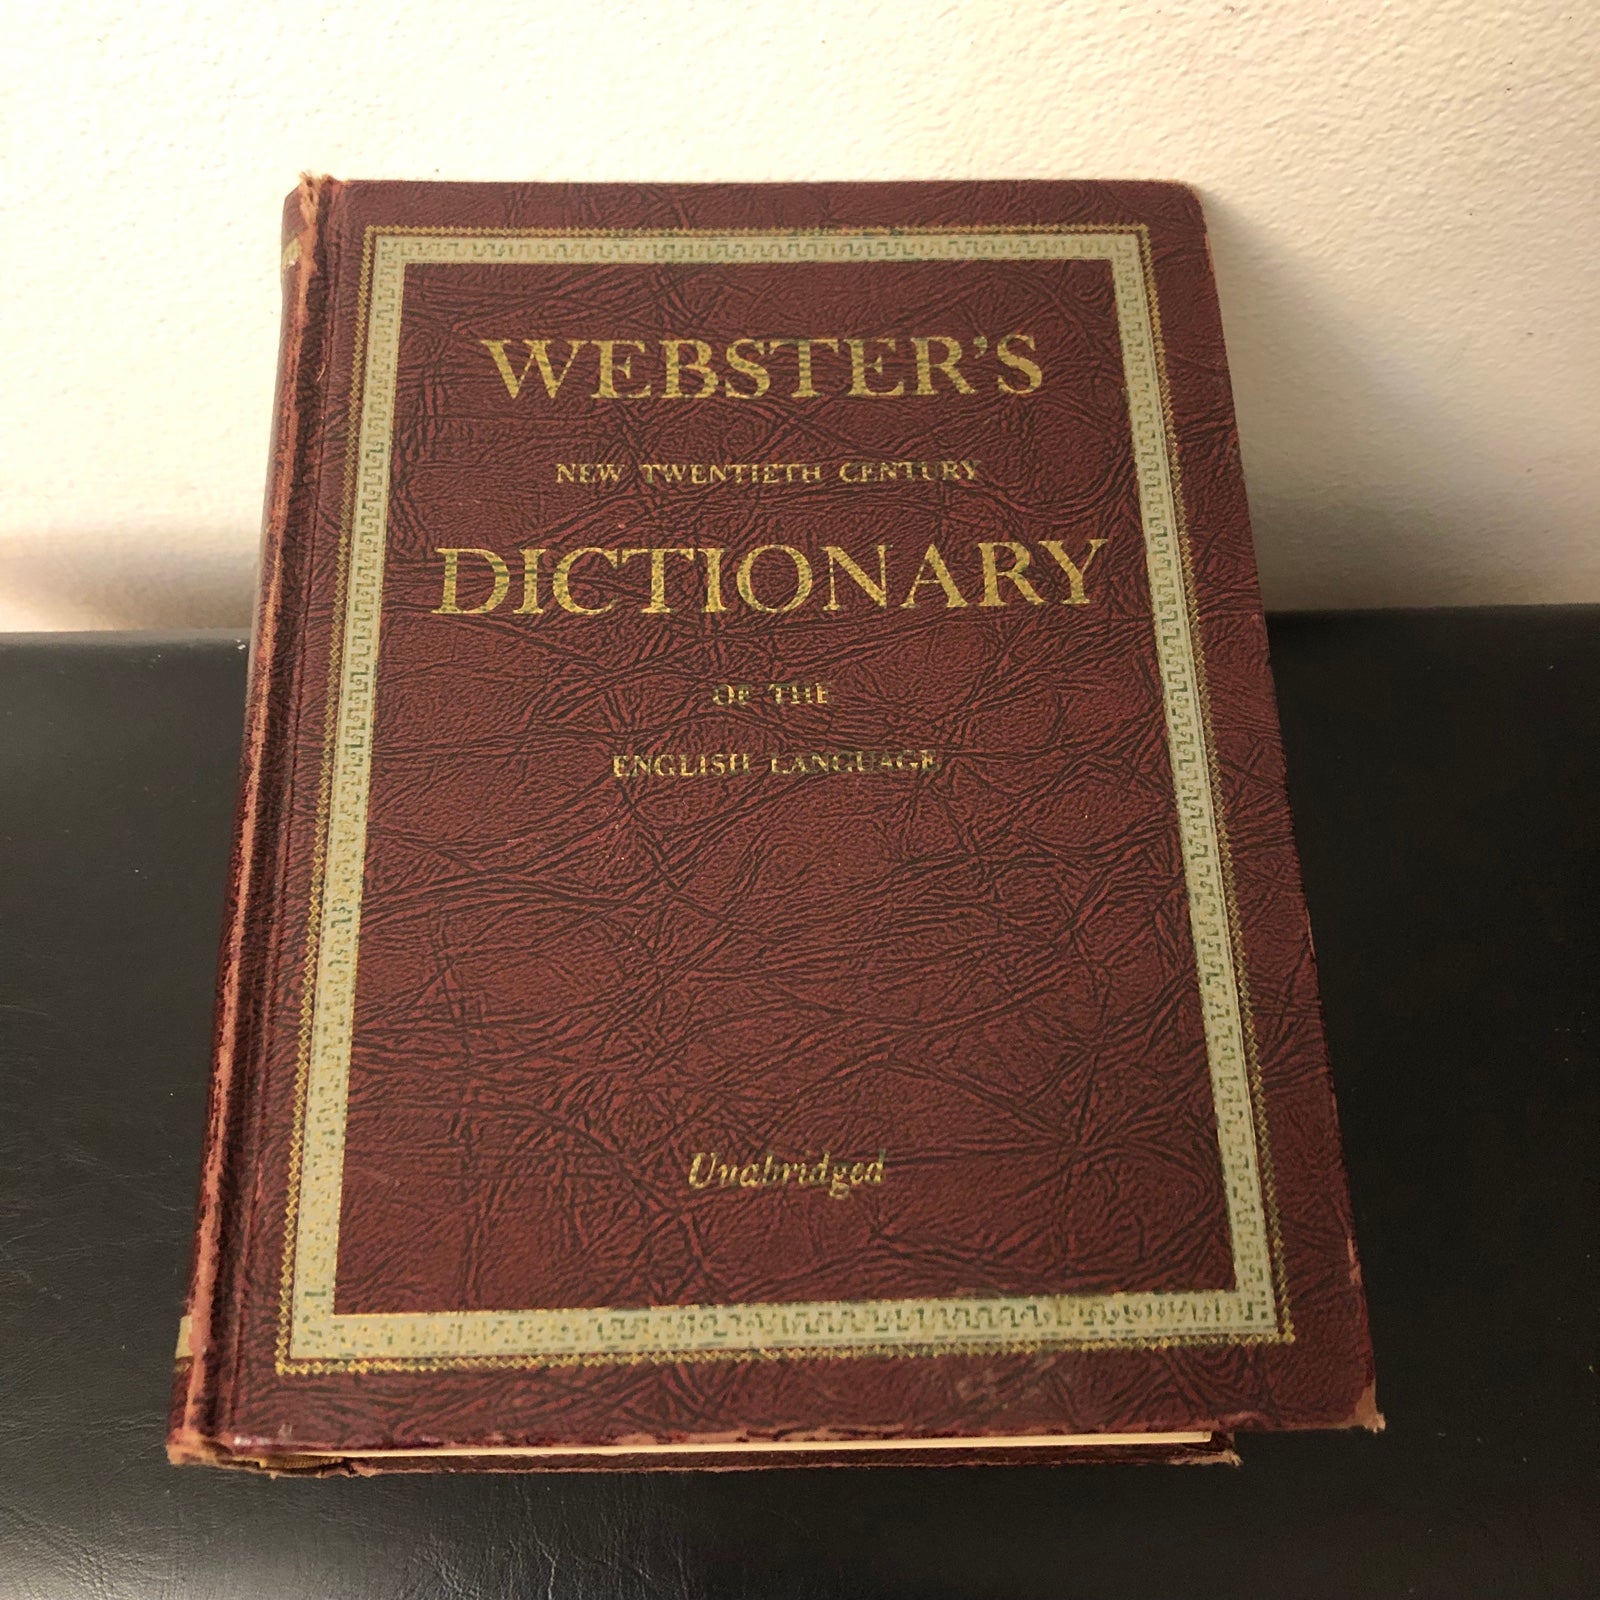 WEBSTER'S
NEW TWENTIETH CENTURY
DICTIONARY
OF THE
ENGLISH LANGUAGE
Unabridged